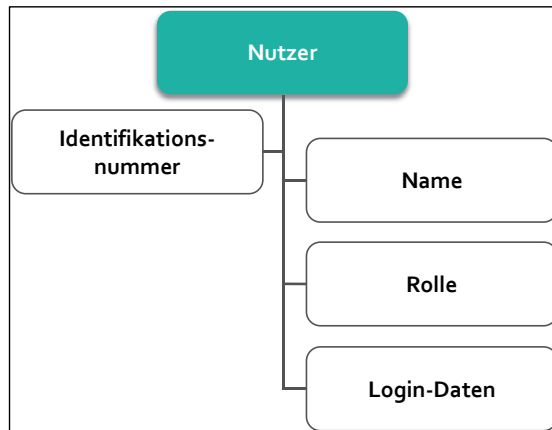 Nutzer
Identifikations-
nummer
Name
Rolle
Login-Daten